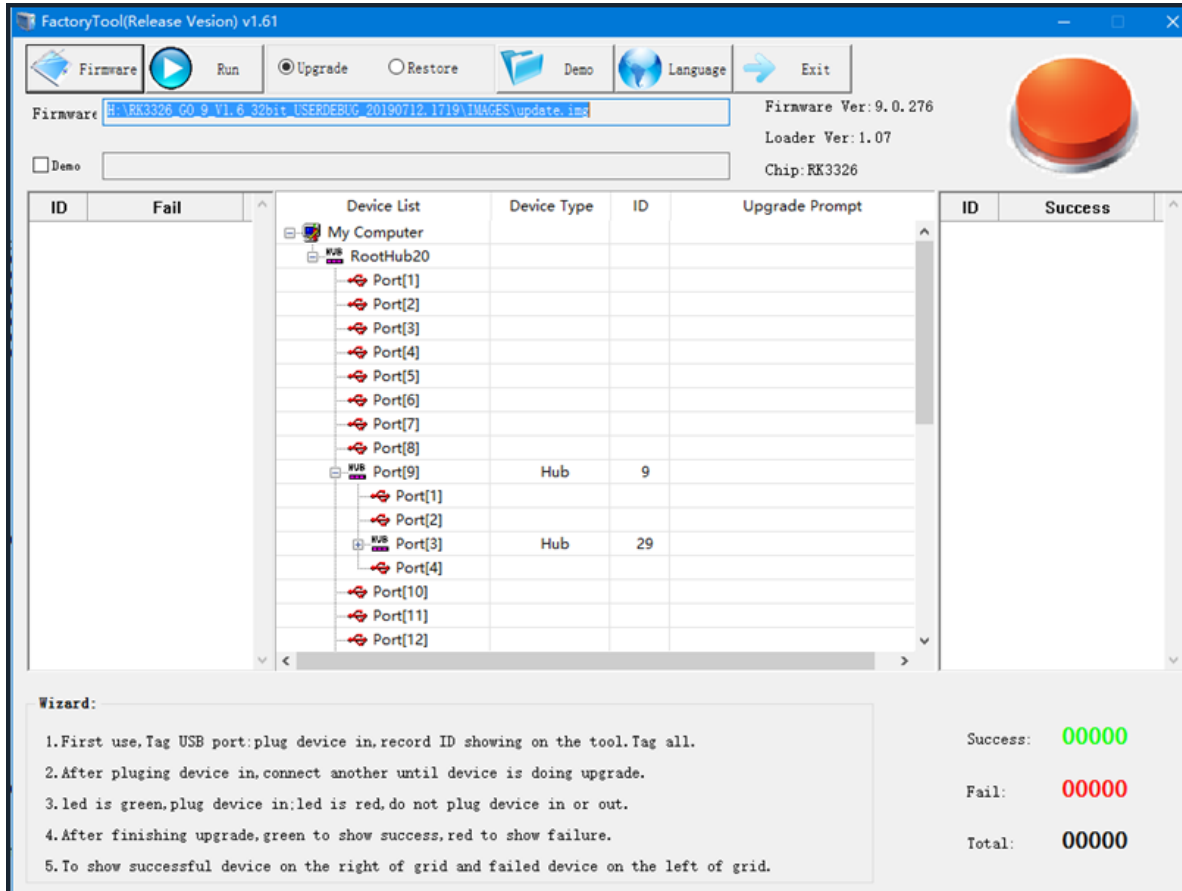 FactoryTool(Release Vesion) v1.61
Firmware Run Upgrade Restore Demo Language Exit
Firmware H:\RK3326_GO_9_V1.6_32bit_USERDEBUG_20190712.1719\IMAGES\update.img
Firmware Ver:9.0.276
Loader Ver:1.07
Demo
Chip:RK3326
ID Fail Device List Device Type ID Upgrade Prompt ID Success
My Computer
HUB RootHub20
Port[1]
Port[2]
Port[3]
Port[4]
Port[5]
Port[6]
Port[7]
Port[8]
HUB Port[9] Hub 9
Port[1]
Port[2]
HUB Port[3] Hub 29
Port[4]
Port[10]
Port[11]
Port[12]
Wizard:
1.First use,Tag USB port:plug device in,record ID showing on the tool.Tag all.
2.After pluging device in,connect another until device is doing upgrade.
3.led is green,plug device in;led is red,do not plug device in or out.
4.After finishing upgrade,green to show success,red to show failure.
5.To show successful device on the right of grid and failed device on the left of grid.
Success: 00000
Fail: 00000
Total: 00000